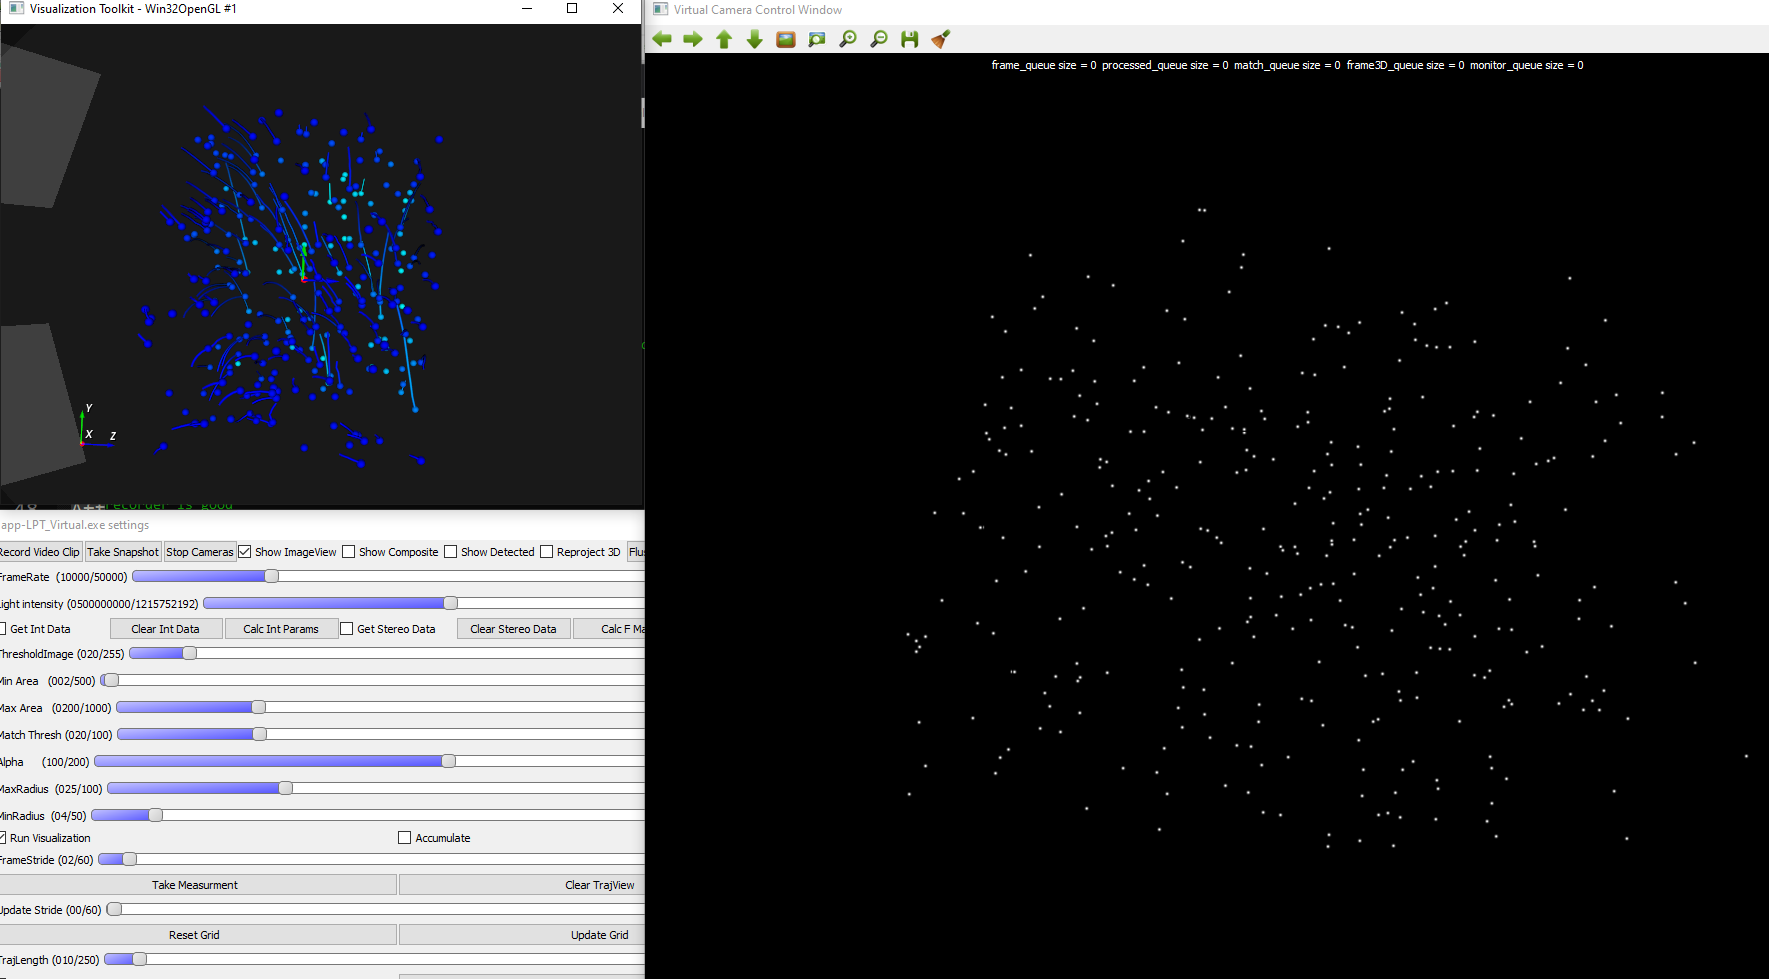 Visualization Toolkit - Win32OpenGL #1
Virtual Camera Control Window
frame_queue size = 0 processed_queue size = 0 match_queue size = 0 frame3D_queue size = 0 monitor_queue size = 0
Y
X Z
recorder is good
app-LPT_Virtual.exe settings
Record Video Clip Take Snapshot Stop Cameras Show ImageView Show Composite Show Detected Reproject 3D Flu
FrameRate (10000/50000)
Light intensity (0500000000/1215752192)
Get Int Data Clear Int Data Calc Int Params Get Stereo Data Clear Stereo Data Calc F Ma
ThresholdImage (020/255)
Min Area (002/500)
Max Area (0200/1000)
Match Thresh (020/100)
Alpha (100/200)
MaxRadius (025/100)
MinRadius (04/50)
Run Visualization Accumulate
FrameStride (02/60)
Take Measurment Clear TrajView
Update Stride (00/60)
Reset Grid Update Grid
TrajLength (010/250)